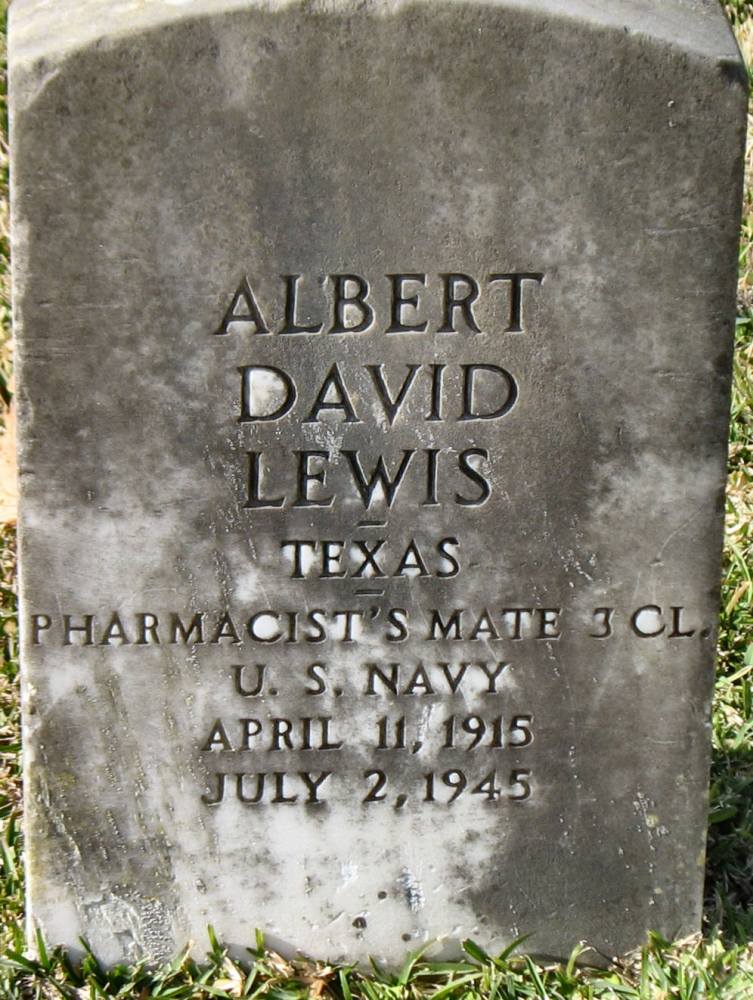 ALBERT
DAVID
LEWIS
TEXAS
PHARMACIST'S MATE 3 CL.
U. S. NAVY
APRIL 11, 1915
JULY 2, 1945